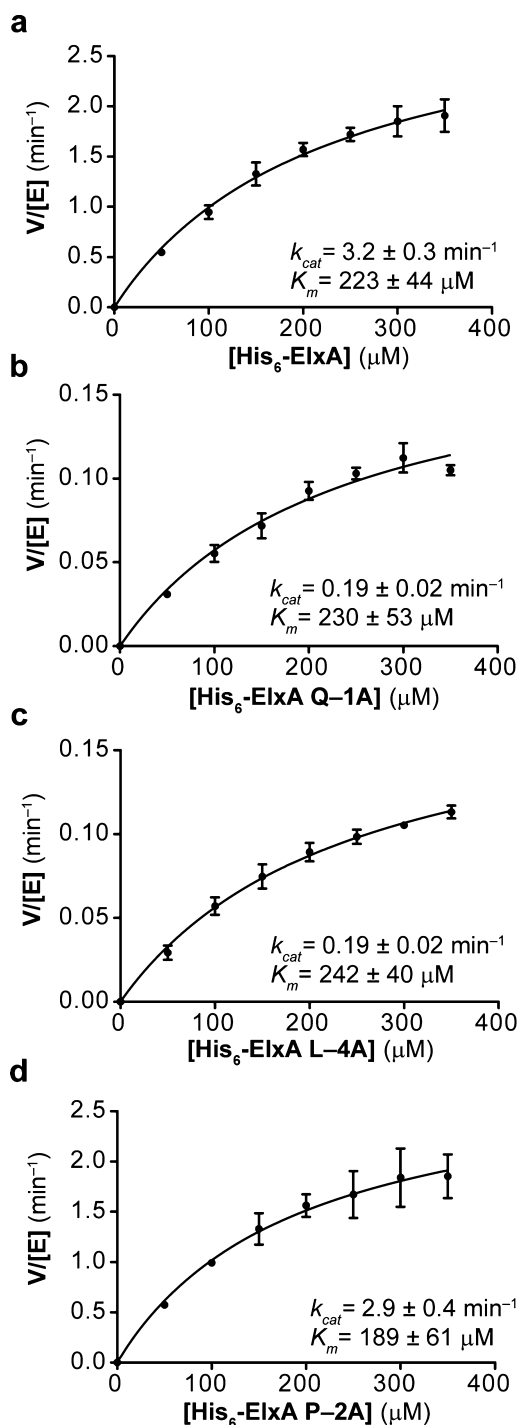 a
2.5
2.0
1.5
1.0
0.5
0.0
V/[E] (min⁻¹)
k_cat = 3.2 ± 0.3 min⁻¹
K_m = 223 ± 44 µM
100 200 300 400
[His₆-ElxA] (µM)
b
0.15
0.10
0.05
0.00
V/[E] (min⁻¹)
k_cat = 0.19 ± 0.02 min⁻¹
K_m = 230 ± 53 µM
0 100 200 300 400
[His₆-ElxA Q–1A] (µM)
c
0.15
0.10
0.05
0.00
V/[E] (min⁻¹)
k_cat = 0.19 ± 0.02 min⁻¹
K_m = 242 ± 40 µM
0 100 200 300 400
[His₆-ElxA L–4A] (µM)
d
2.5
2.0
1.5
1.0
0.5
0.0
V/[E] (min⁻¹)
k_cat = 2.9 ± 0.4 min⁻¹
K_m = 189 ± 61 µM
0 100 200 300 400
[His₆-ElxA P–2A] (µM)